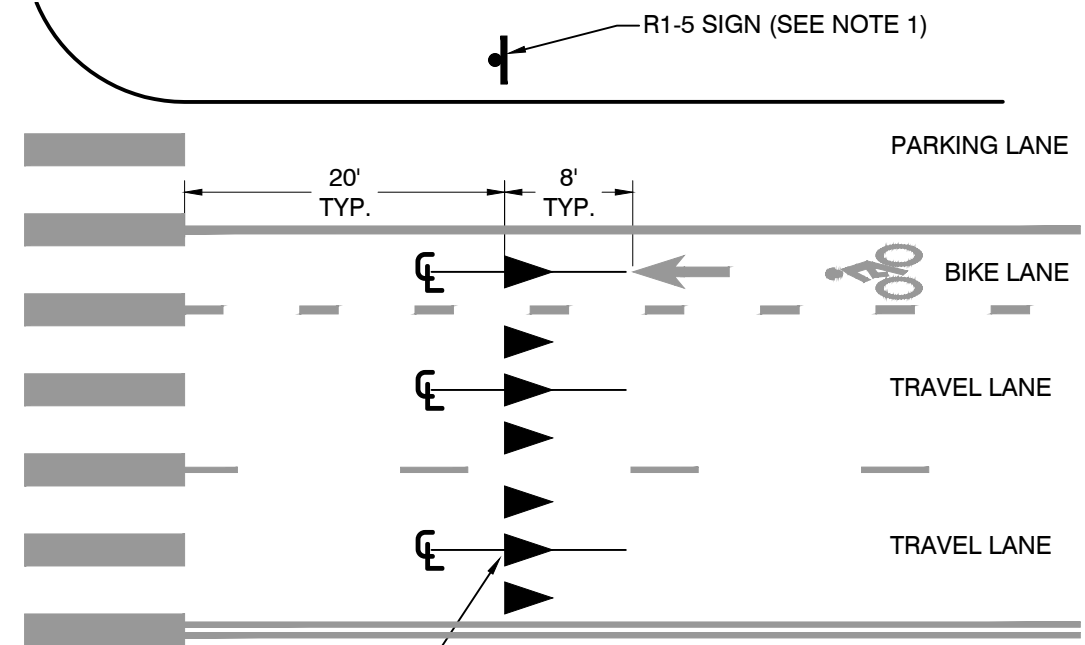 R1-5 SIGN (SEE NOTE 1)
PARKING LANE
20'
TYP.
8'
TYP.
℄
BIKE LANE
℄
TRAVEL LANE
℄
TRAVEL LANE